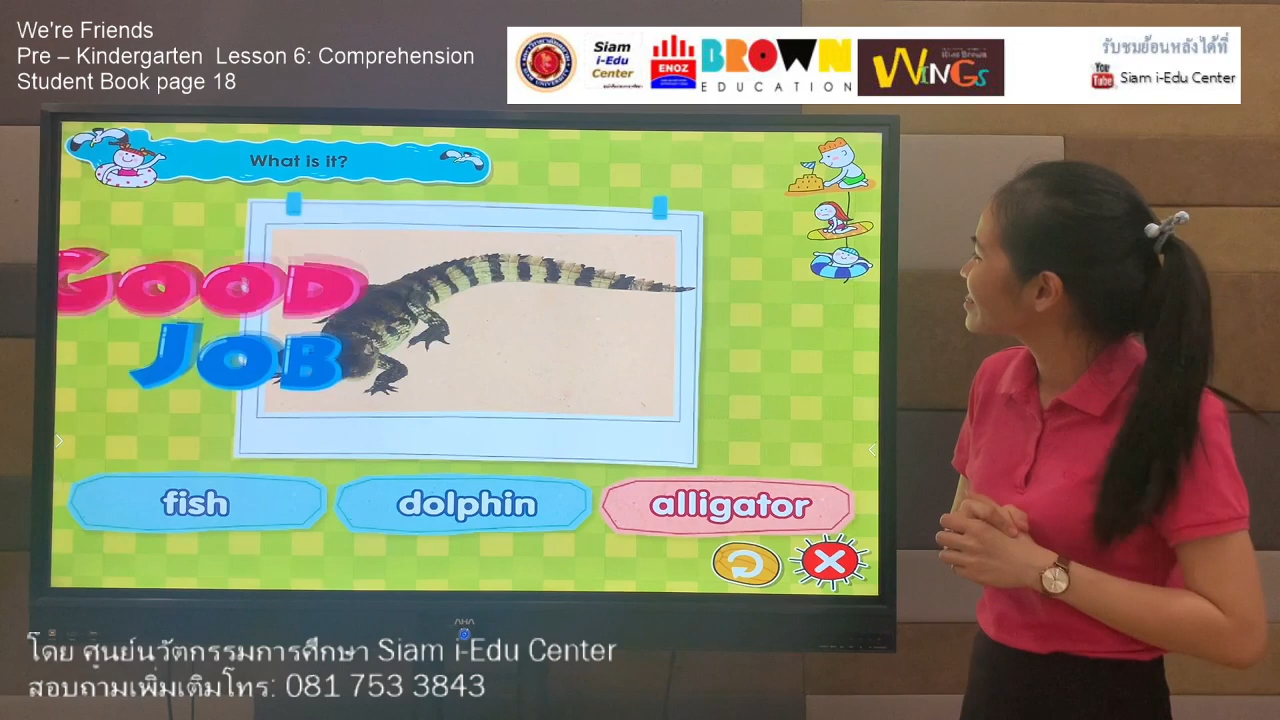 We're Friends
Pre – Kindergarten  Lesson 6: Comprehension
Student Book page 18
Siam
i-Edu
Center
ENOZ
BROWN
EDUCATION
WINGS
รับชมย้อนหลังได้ที่
You
Tube
Siam i-Edu Center
What is it?
GOOD
JOB
fish
dolphin
alligator
โดย ศูนย์นวัตกรรมการศึกษา Siam i-Edu Center
สอบถามเพิ่มเติมโทร: 081 753 3843